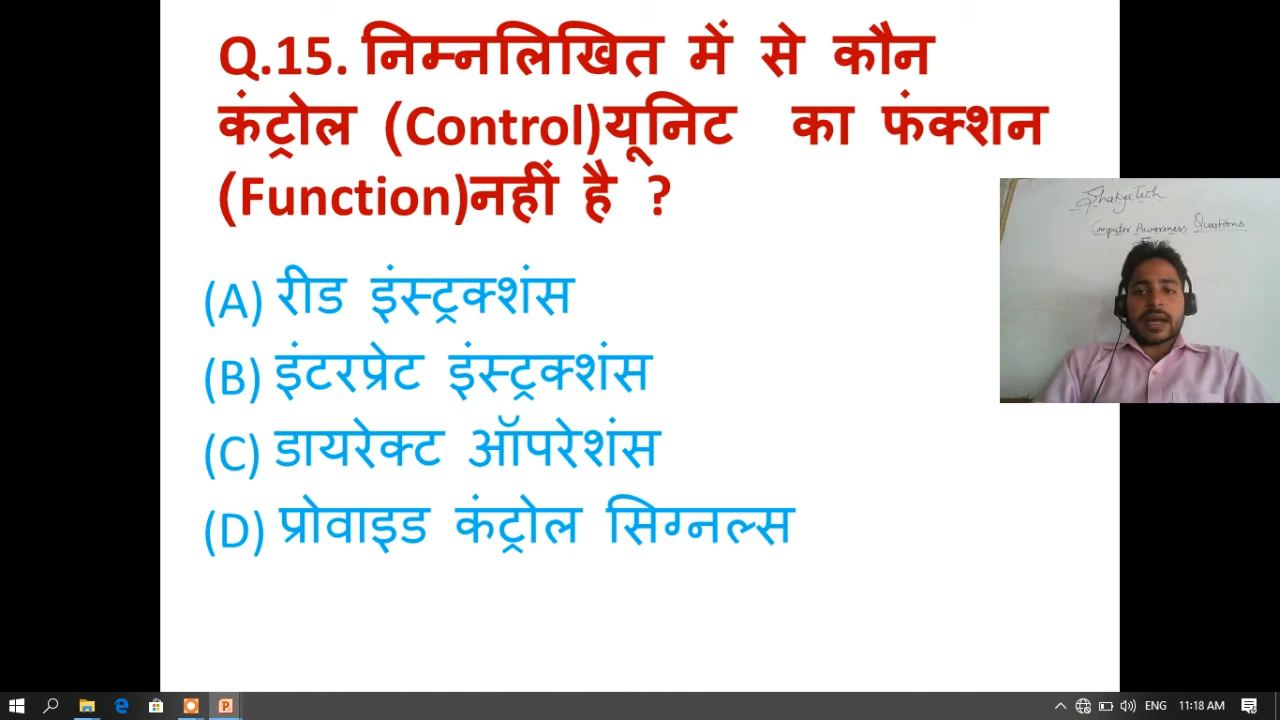 Q.15. निम्नलिखित में से कौन
कंट्रोल (Control)यूनिट का फंक्शन
(Function)नहीं है ?
(A) रीड इंस्ट्रक्शंस
(B) इंटरप्रेट इंस्ट्रक्शंस
(C) डायरेक्ट ऑपरेशंस
(D) प्रोवाइड कंट्रोल सिग्नल्स
ShakyaTech
Computer Awareness Questions
ENG 11:18 AM